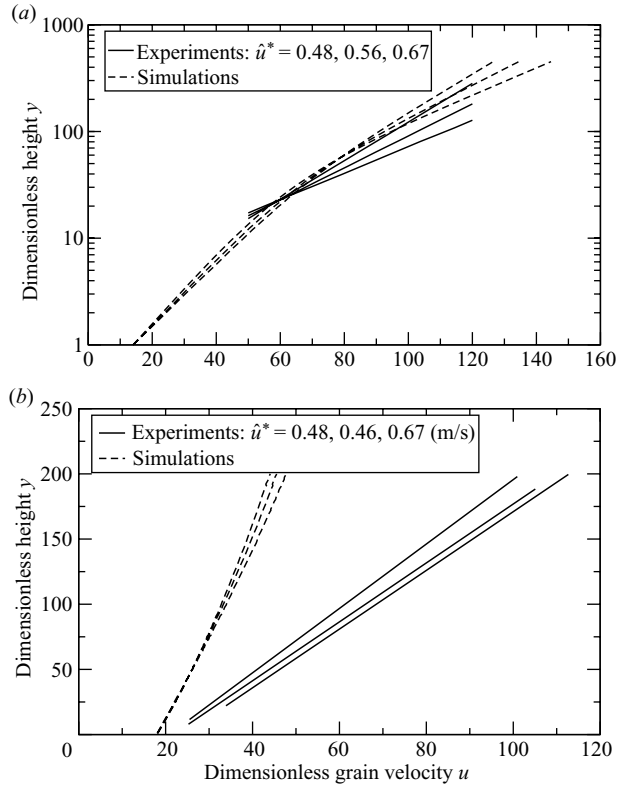 (a)
1000
Experiments: û* = 0.48, 0.56, 0.67
Simulations
100
Dimensionless height y
10
1
0 20 40 60 80 100 120 140 160
(b)
250
Experiments: û* = 0.48, 0.46, 0.67 (m/s)
Simulations
200
150
Dimensionless height y
100
50
0 20 40 60 80 100 120
Dimensionless grain velocity u